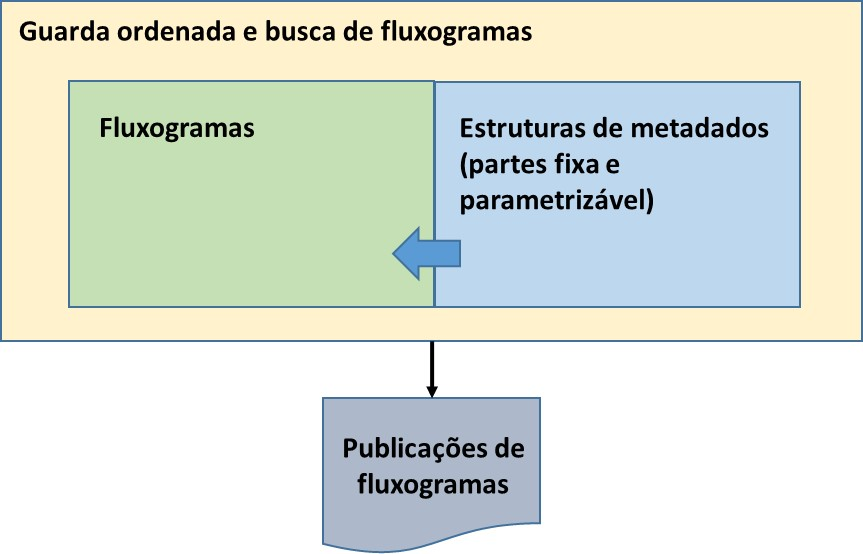 Guarda ordenada e busca de fluxogramas
Fluxogramas
Estruturas de metadados
(partes fixa e
parametrizável)
Publicações de
fluxogramas